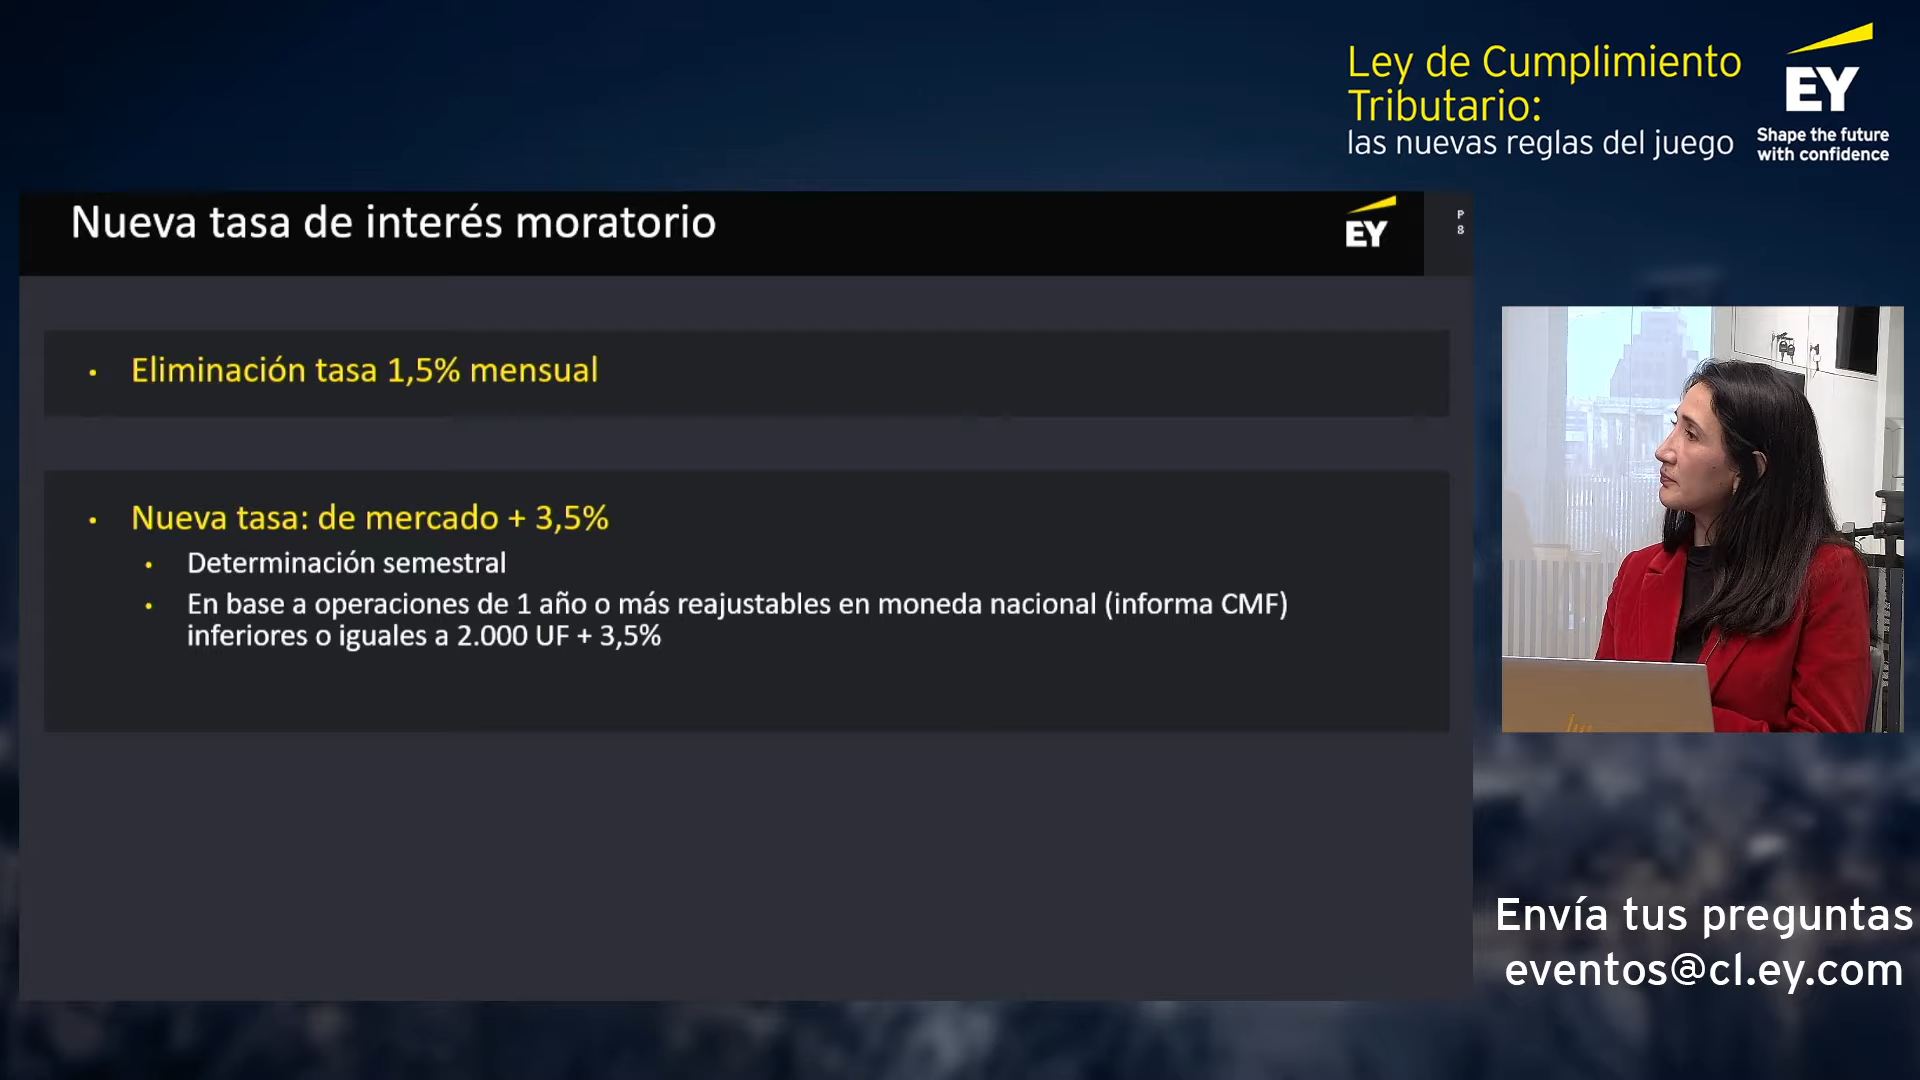 Ley de Cumplimiento
Tributario:
las nuevas reglas del juego
EY
Shape the future
with confidence
Nueva tasa de interés moratorio
EY
P
8
• Eliminación tasa 1,5% mensual
• Nueva tasa: de mercado + 3,5%
• Determinación semestral
• En base a operaciones de 1 año o más reajustables en moneda nacional (informa CMF)
inferiores o iguales a 2.000 UF + 3,5%
hp
Envía tus preguntas
eventos@cl.ey.com